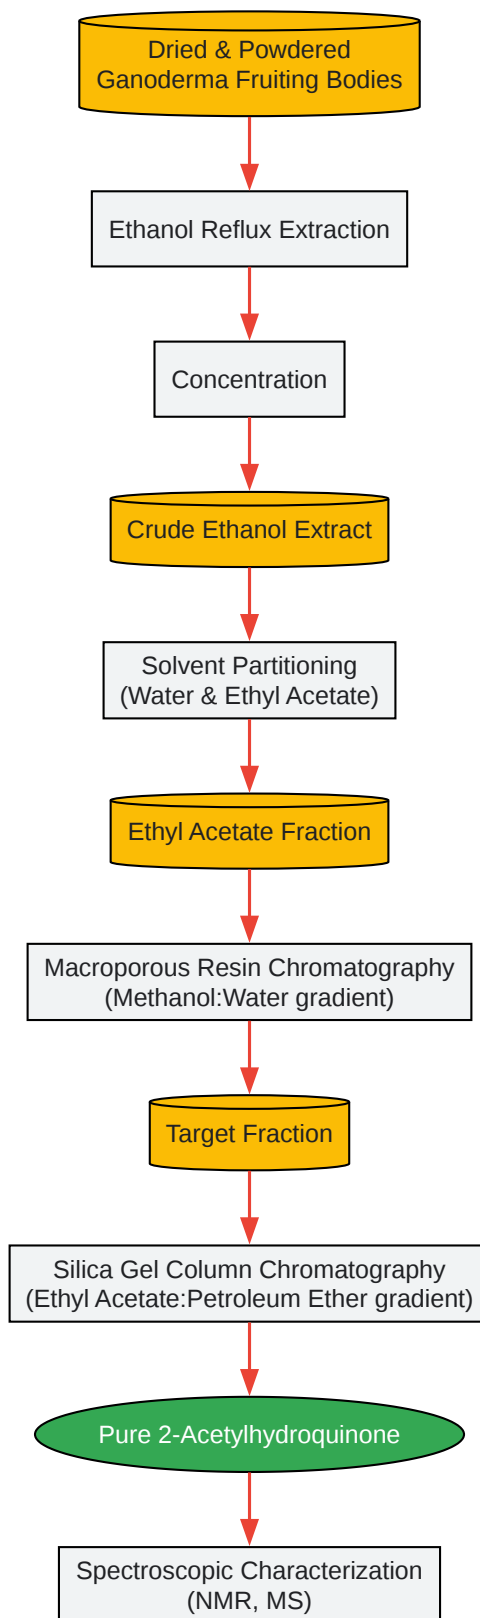 Dried & Powdered
Ganoderma Fruiting Bodies
Ethanol Reflux Extraction
Concentration
Crude Ethanol Extract
Solvent Partitioning
(Water & Ethyl Acetate)
Ethyl Acetate Fraction
Macroporous Resin Chromatography
(Methanol:Water gradient)
Target Fraction
Silica Gel Column Chromatography
(Ethyl Acetate:Petroleum Ether gradient)
Pure 2-Acetylhydroquinone
Spectroscopic Characterization
(NMR, MS)